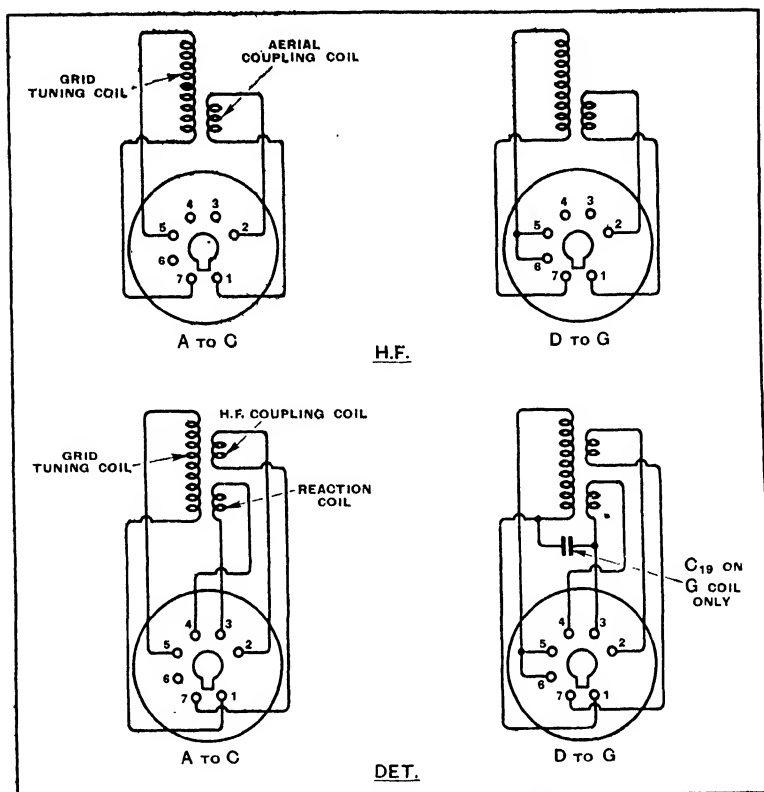 AERIAL
COUPLING COIL
GRID
TUNING COIL
4 3
5 2
6
7 1
A TO C
4 3
5 2
6
7 1
D TO G
H.F.
H.F. COUPLING COIL
GRID
TUNING COIL
REACTION
COIL
C19 ON
G COIL
ONLY
4 3
5 2
6
7 1
A TO C
4 3
5 2
6
7 1
D TO G
DET.